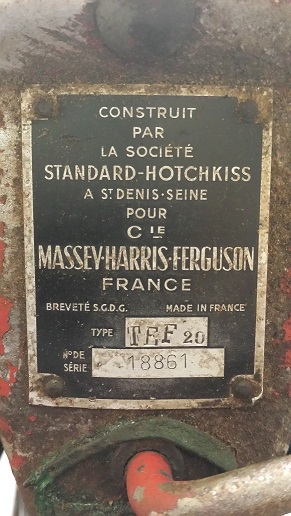 CONSTRUIT
PAR
LA SOCIÉTÉ
STANDARD-HOTCHKISS
A ST DENIS-SEINE
POUR
CIE
MASSEY-HARRIS-FERGUSON
FRANCE
BREVETÉ S.G.D.G. MADE IN FRANCE
TYPE TEF 20
N° DE SÉRIE 18861